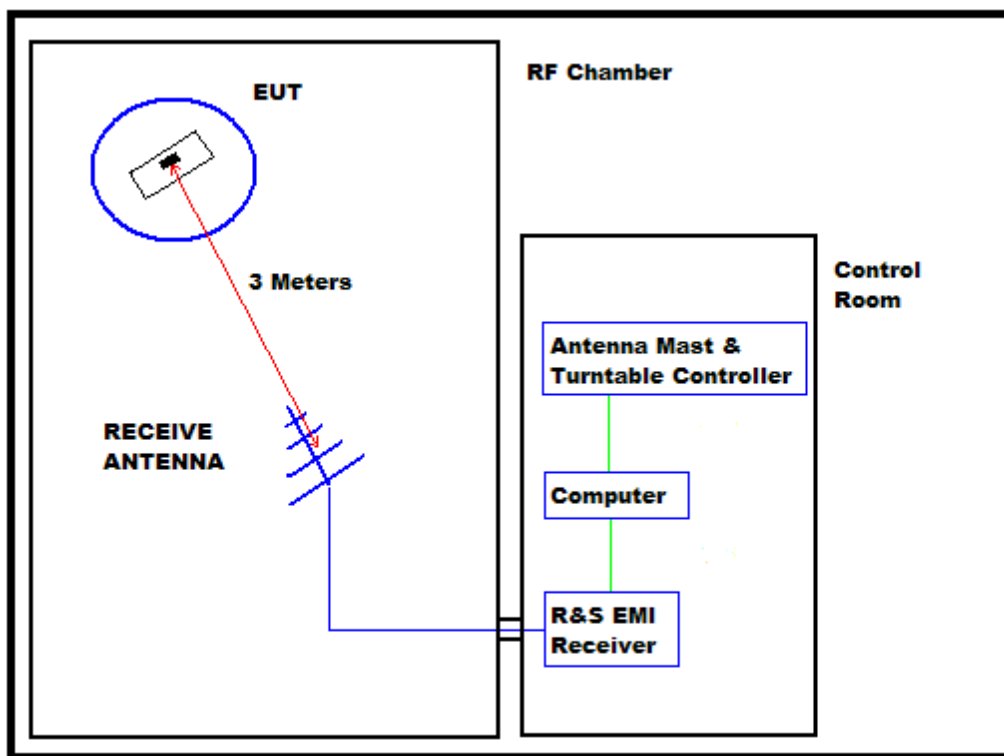 RF Chamber
EUT
3 Meters
RECEIVE
ANTENNA
Control
Room
Antenna Mast &
Turntable Controller
Computer
R&S EMI
Receiver